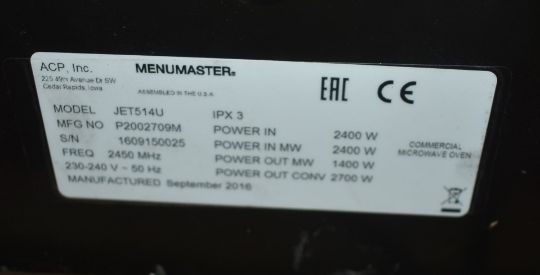 ACP, Inc.
225 49th Avenue Dr SW
Cedar Rapids, Iowa
MENUMASTER®
ASSEMBLED IN THE U.S.A
EAC CE
MODEL JET514U IPX 3
MFG NO P2002709M POWER IN 2400 W
S/N 1609150025 POWER IN MW 2400 W
FREQ 2450 MHz POWER OUT MW 1400 W
230-240 V ~ 50 Hz POWER OUT CONV 2700 W
MANUFACTURED September 2016
COMMERCIAL
MICROWAVE OVEN